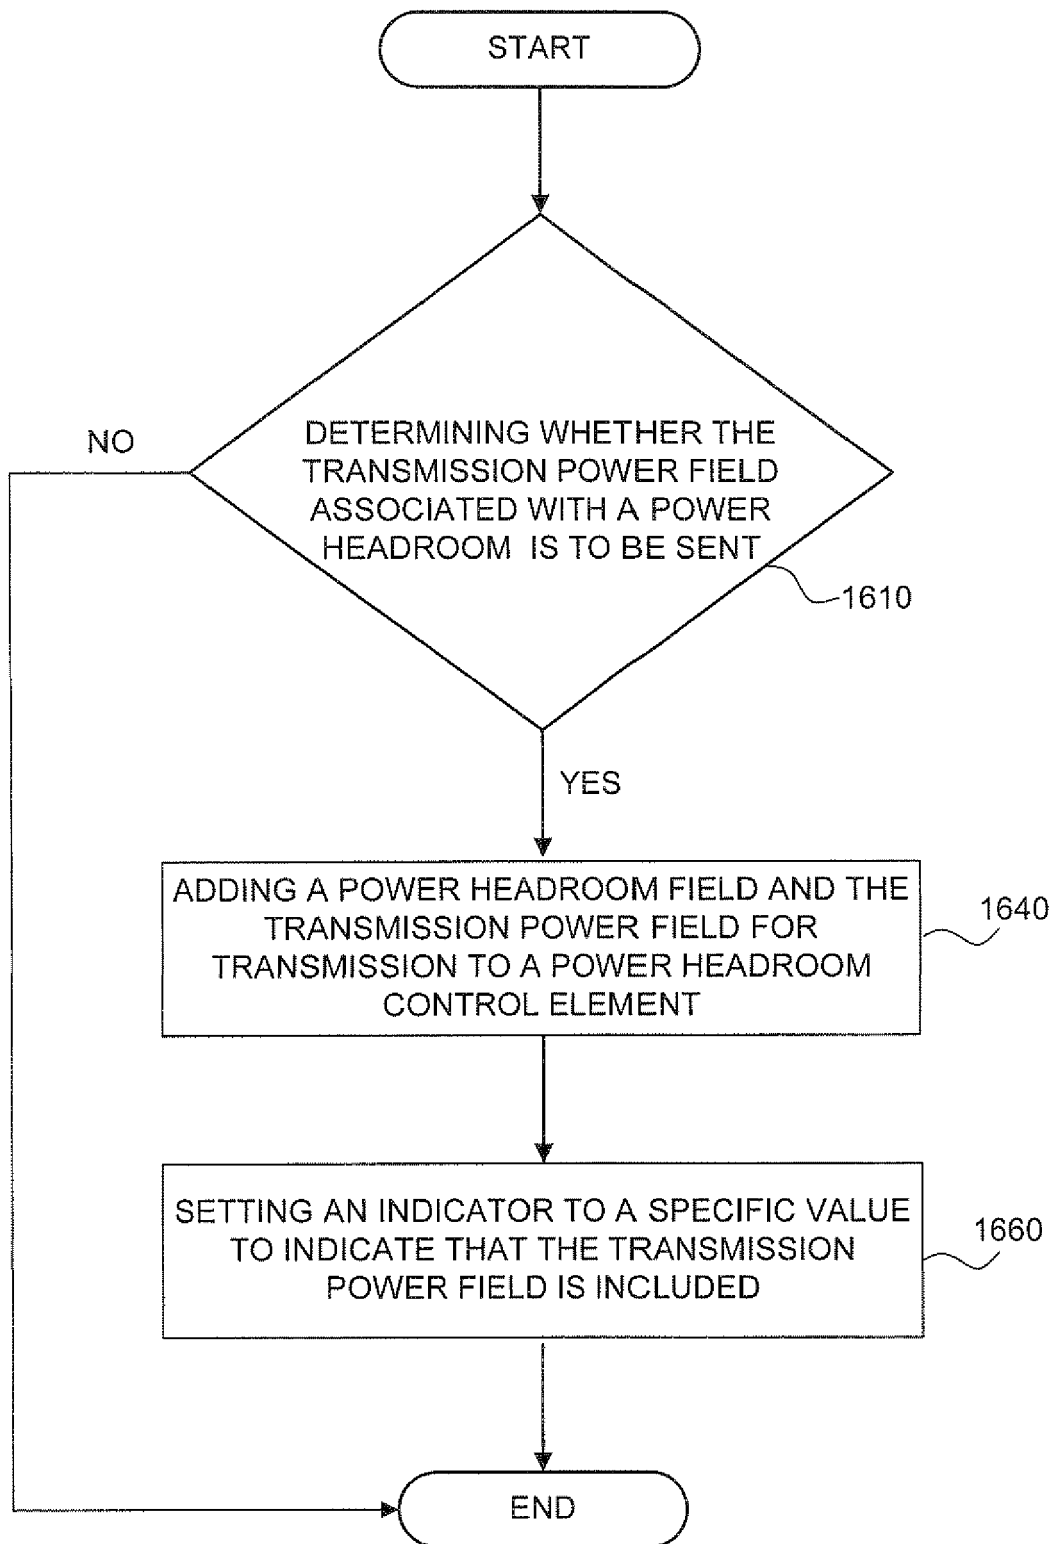 START
NO
DETERMINING WHETHER THE
TRANSMISSION POWER FIELD
ASSOCIATED WITH A POWER
HEADROOM IS TO BE SENT
1610
YES
ADDING A POWER HEADROOM FIELD AND THE
TRANSMISSION POWER FIELD FOR
TRANSMISSION TO A POWER HEADROOM
CONTROL ELEMENT
1640
SETTING AN INDICATOR TO A SPECIFIC VALUE
TO INDICATE THAT THE TRANSMISSION
POWER FIELD IS INCLUDED
1660
END